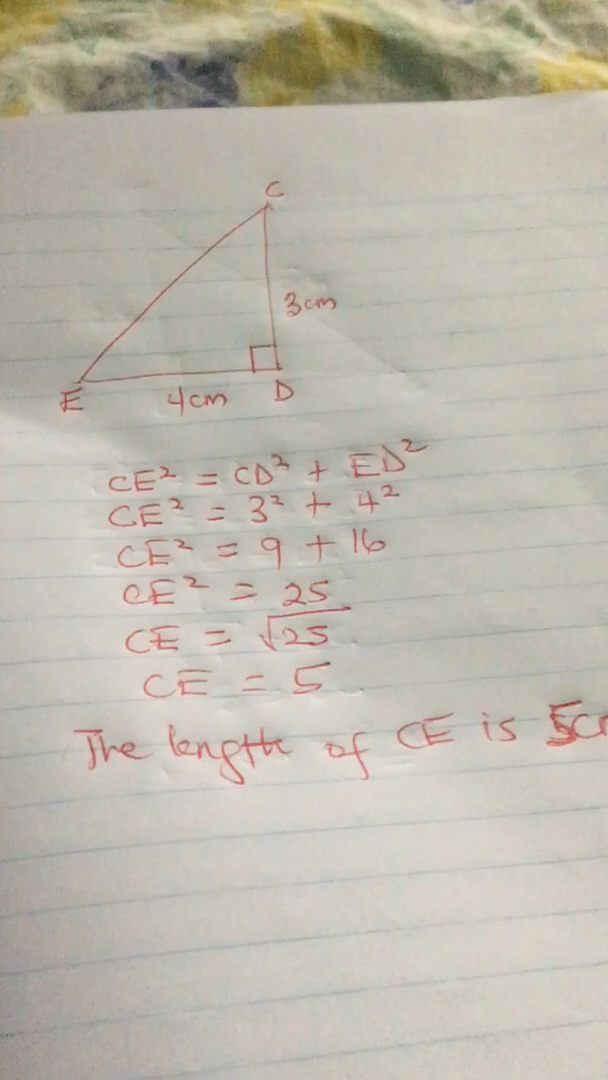 C
3cm
E 4cm D
CE² = CD² + ED²
CE² = 3² + 4²
CE² = 9 + 16
CE² = 25
CE = √25
CE = 5
The length of CE is 5c